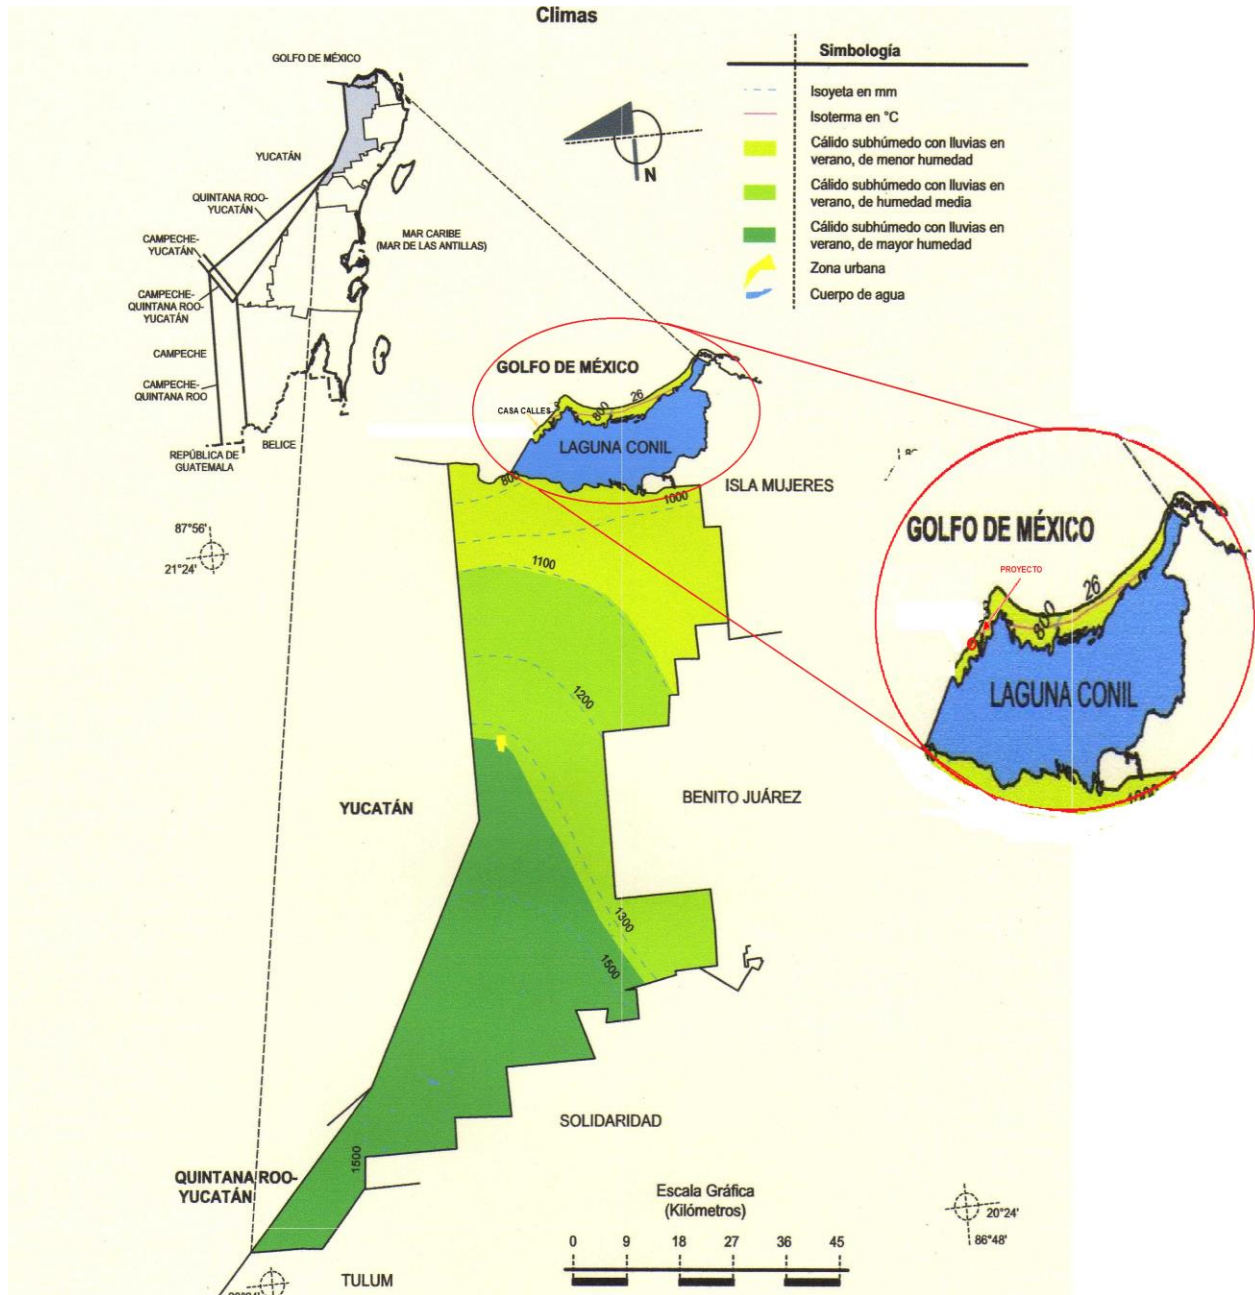 Climas
GOLFO DE MÉXICO
YUCATÁN
QUINTANA ROO-
YUCATÁN
CAMPECHE-
YUCATÁN
CAMPECHE-
QUINTANA ROO-
YUCATÁN
CAMPECHE
CAMPECHE-
QUINTANA ROO
REPÚBLICA DE
GUATEMALA
BELICE
MAR CARIBE
(MAR DE LAS ANTILLAS)
N
Simbología
Isoyeta en mm
Isoterma en °C
Cálido subhúmedo con lluvias en
verano, de menor humedad
Cálido subhúmedo con lluvias en
verano, de humedad media
Cálido subhúmedo con lluvias en
verano, de mayor humedad
Zona urbana
Cuerpo de agua
GOLFO DE MÉXICO
CASA CALLES
800
26
LAGUNA CONIL
ISLA MUJERES
800
1000
87°56'
21°24'
1100
1200
YUCATÁN
BENITO JUÁREZ
1300
1500
SOLIDARIDAD
1500
QUINTANA ROO-
YUCATÁN
TULUM
GOLFO DE MÉXICO
PROYECTO
26
800
LAGUNA CONIL
Escala Gráfica
(Kilómetros)
0 9 18 27 36 45
20°24'
86°48'